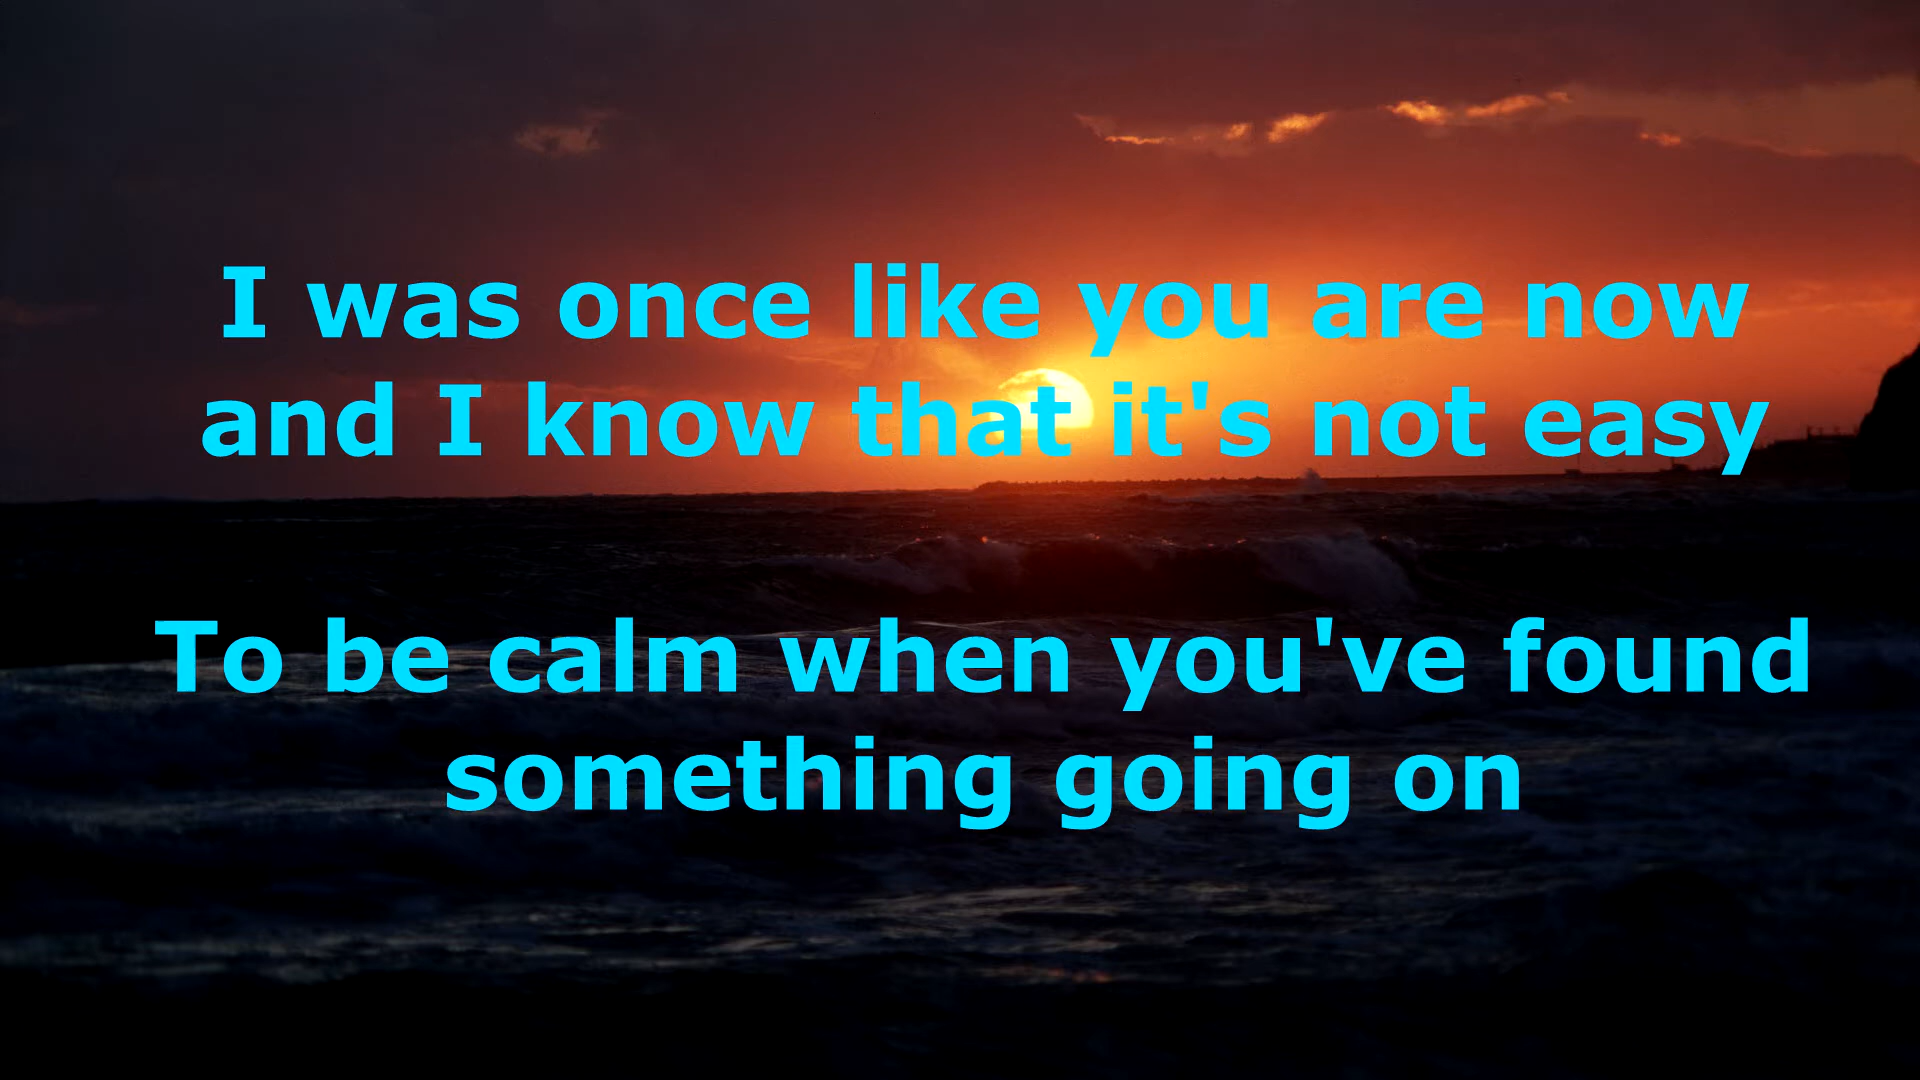 I was once like you are now
and I know that it's not easy
To be calm when you've found
something going on